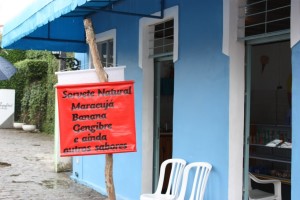 Sorvete Natural
Maracujá
Banana
Gengibre
e ainda
outros sabores